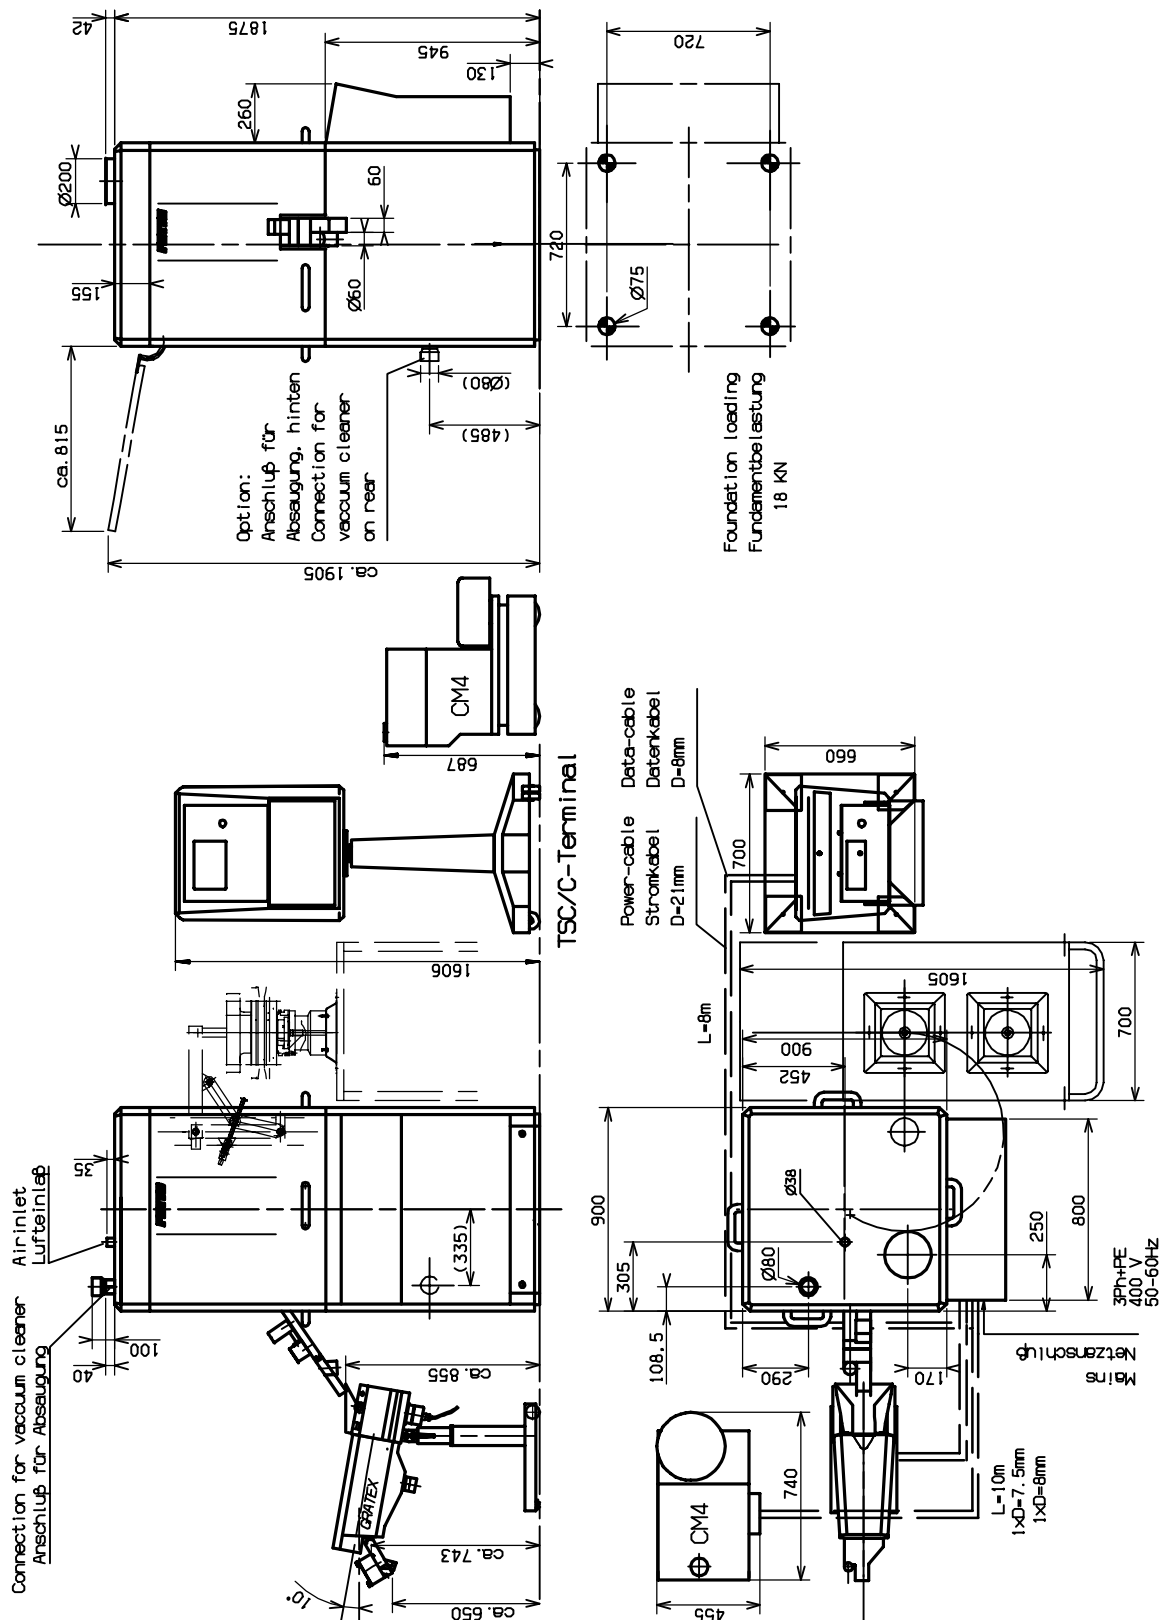 Connection for vaccum cleaner
Anschluß für Absaugung
Airinlet
Lufteinlaß
40
100
35
(335)
ca.855
ca.743
ca.650
10°
GRATEX
1606
TSC/C-Terminal
687
CM4
42
1875
945
130
260
Ø200
155
60
Ø60
ca.815
ca.1905
(Ø80)
(485)
Option:
Anschluß für
Absaugung, hinten
Connection for
vaccum cleaner
on rear
720
720
Ø75
Foundation loading
Fundamentbelastung
18 KN
Power-cable
Stromkabel
D=21mm
Data-cable
Datenkabel
D=8mm
L=8m
700
660
1605
700
900
452
900
305
108,5
Ø80
Ø38
290
170
250
800
3Ph+PE
400 V
50-60Hz
Mains
Netzanschluß
L=10m
1xD=7.5mm
1xD=8mm
CM4
740
455